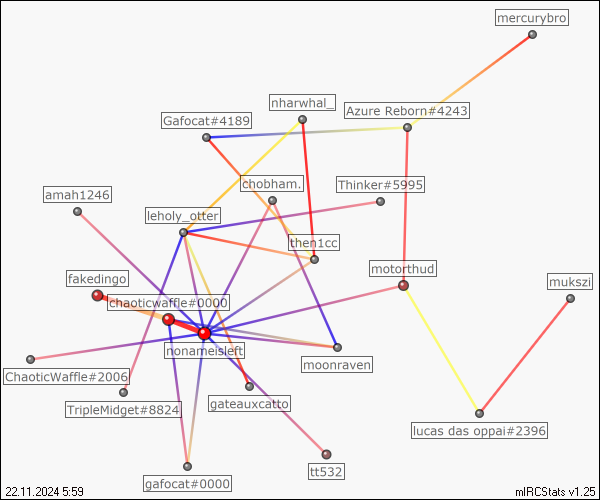 mercurybro
nharwhal_
Azure Reborn#4243
Gafocat#4189
chobham.
Thinker#5995
amah1246
leholy_otter
then1cc
motorthud
fakedingo
mukszi
chaoticwaffle#0000
nonameisleft
moonraven
ChaoticWaffle#2006
TripleMidget#8824
gateauxcatto
lucas das oppai#2396
tt532
gafocat#0000
22.11.2024 5:59
mIRCStats v1.25